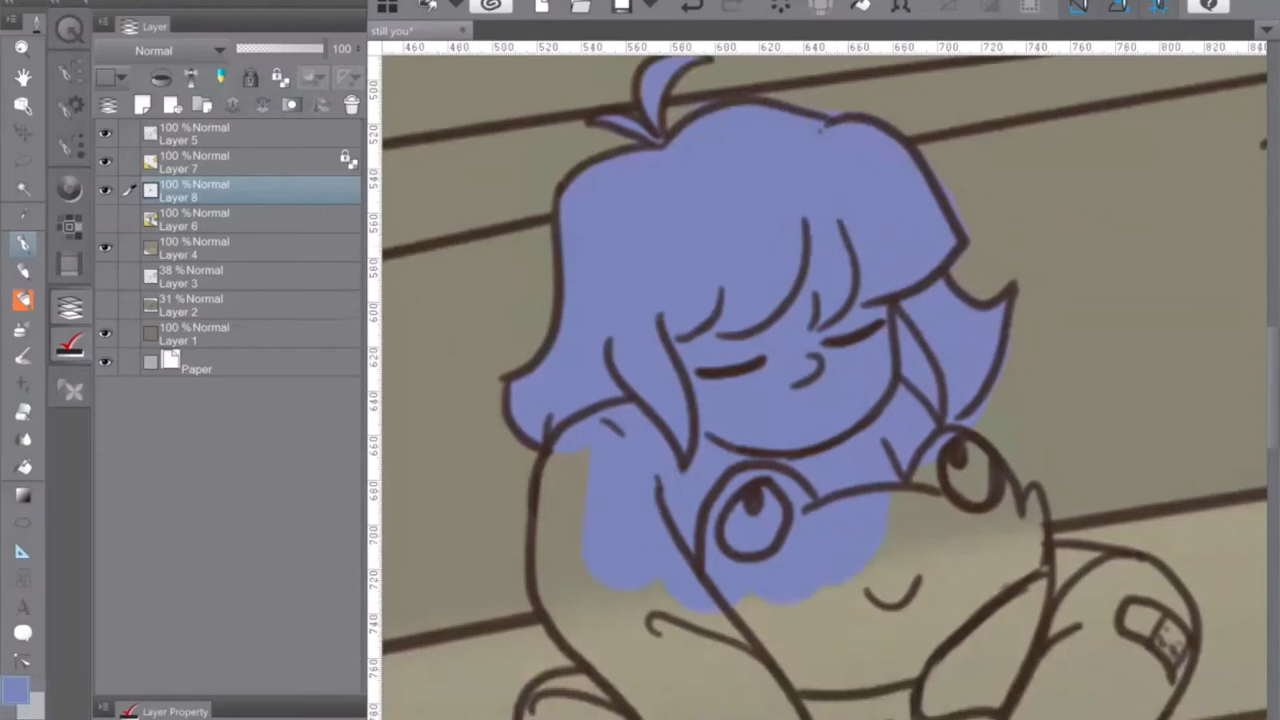 Layer
Normal
100
100 %Normal
Layer 5
100 %Normal
Layer 7
100 %Normal
Layer 8
100 %Normal
Layer 6
100 %Normal
Layer 4
38 %Normal
Layer 3
31 %Normal
Layer 2
100 %Normal
Layer 1
Paper
Layer Property
still you*
460 480 500 520 540 560 580 600 620 640 660 680 700 720 740 760 780 800 820 840
500
520
540
560
580
600
620
640
660
680
700
720
740
760
780